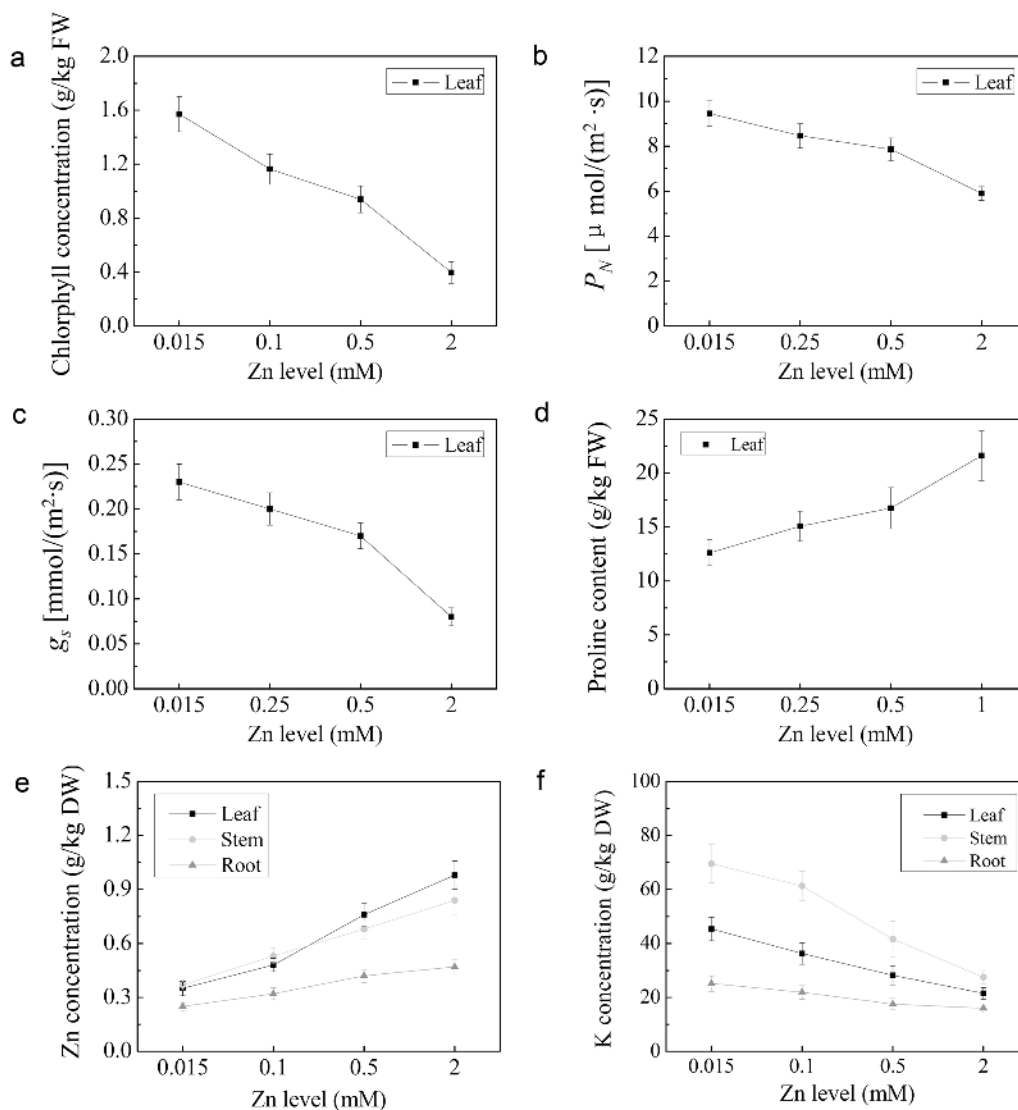 a
Chlorphyll concentration (g/kg FW
2.0
1.6
1.2
0.8
0.4
0.0
Leaf
0.015 0.1 0.5 2
Zn level (mM)
b
P_N [ μ mol/(m² ·s)
12
10
8
6
4
2
0
Leaf
0.015 0.25 0.5 2
Zn level (mM)
c
g_s [mmol/(m²·s)]
0.30
0.25
0.20
0.15
0.10
0.05
0.00
Leaf
0.015 0.25 0.5 2
Zn level (mM)
d
Proline content (g/kg FW)
25
20
15
10
5
0
Leaf
0.015 0.25 0.5 1
Zn level (mM)
e
Zn concentration (g/kg DW)
1.5
1.2
0.9
0.6
0.3
0.0
Leaf
Stem
Root
0.015 0.1 0.5 2
Zn level (mM)
f
K concentration (g/kg DW)
100
80
60
40
20
0
Leaf
Stem
Root
0.015 0.1 0.5 2
Zn level (mM)